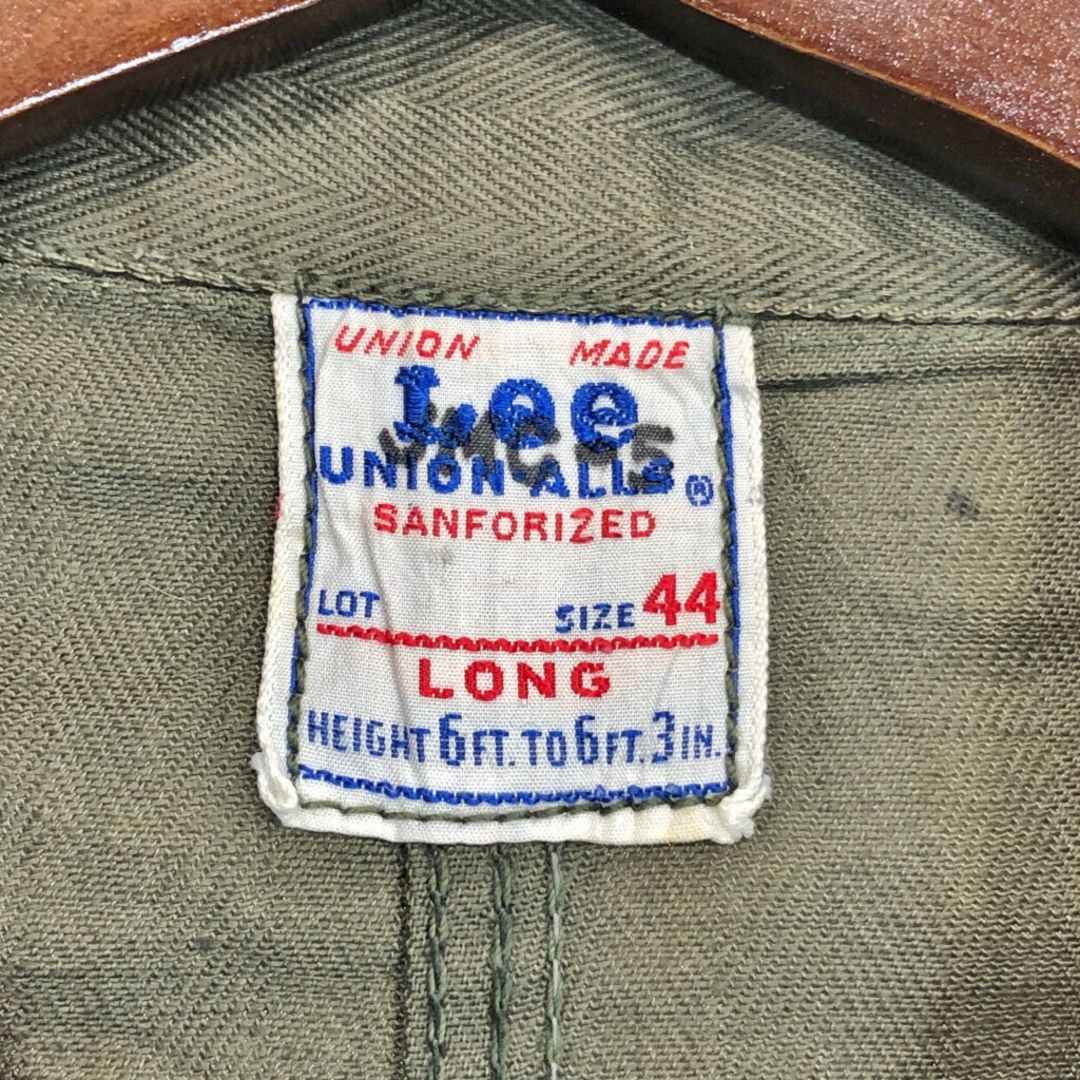 UNION MADE
Lee
UNION-ALLS ®
SANFORIZED
LOT SIZE 44
LONG
HEIGHT 6 FT. TO 6 FT. 3 IN.